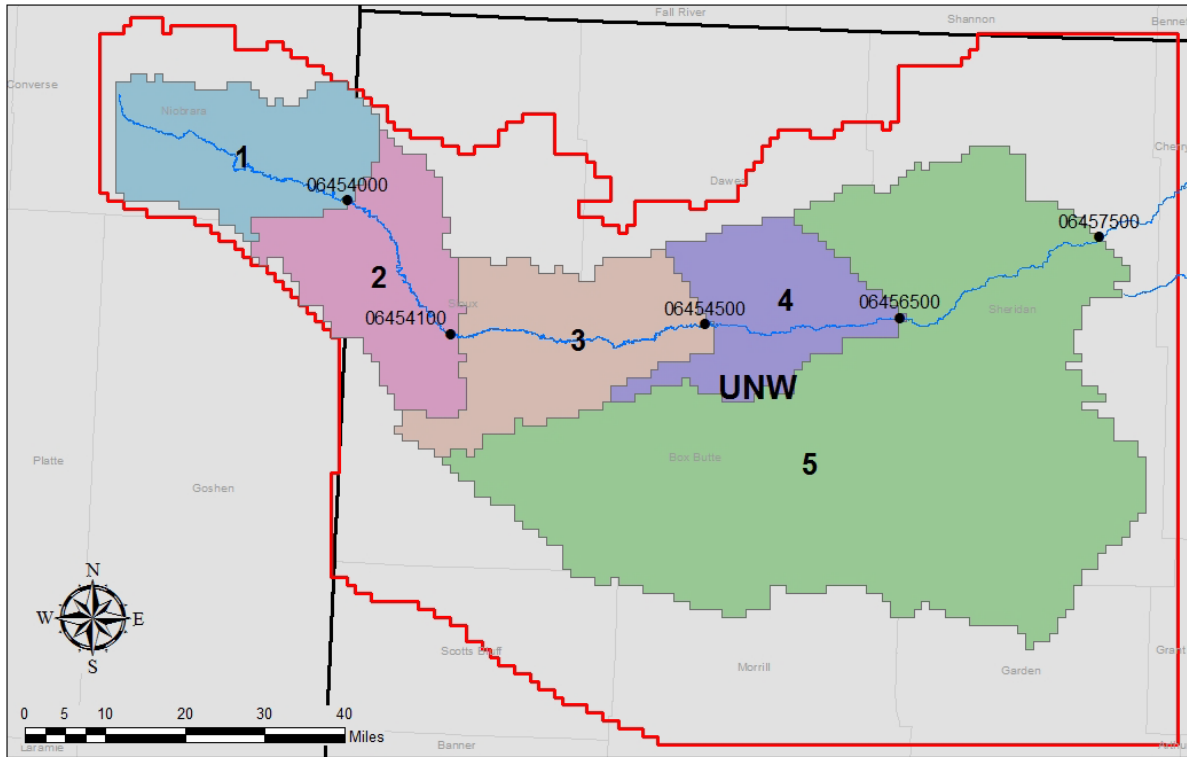 Fall River
Shannon
Bennet
Converse
Niobrara
1
Cherry
06454000
Dawes
06457500
2
Sioux
06454100
3
06454500
4
06456500
Sheridan
UNW
Box Butte
5
Platte
Goshen
N
W
E
S
Scotts Bluff
Morrill
Garden
Grant
0 5 10 20 30 40
Miles
Laramie
Banner
Arthu